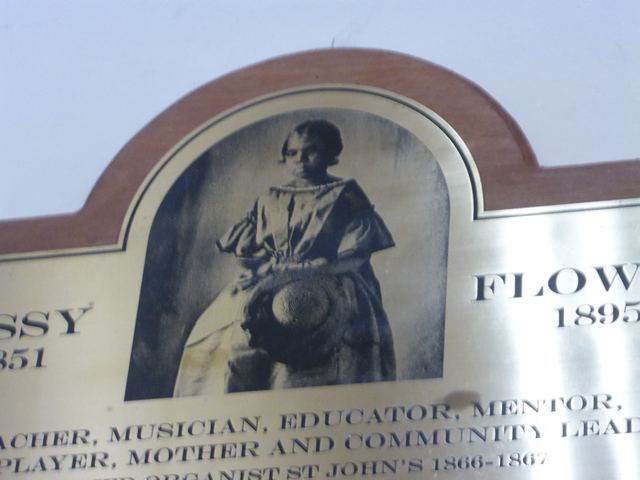 SSY FLOW
851 1895
ACHER, MUSICIAN, EDUCATOR, MENTOR,
PLAYER, MOTHER AND COMMUNITY LEAD
ORGANIST ST JOHN'S 1866-1867